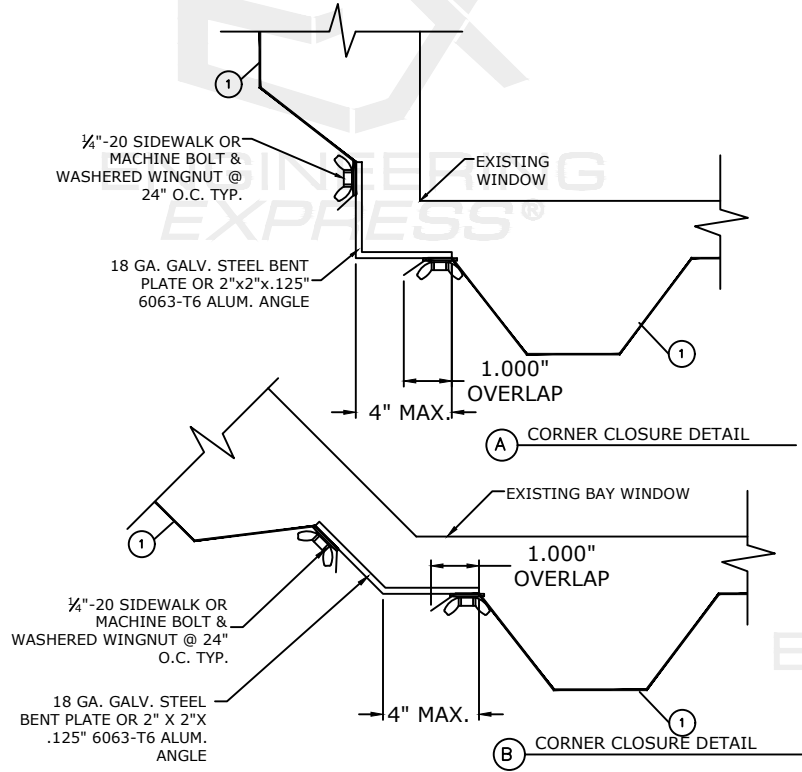 1
¼"-20 SIDEWALK OR
MACHINE BOLT &
WASHERED WINGNUT @
24" O.C. TYP.
EXISTING
WINDOW
ENGINEERING
EXPRESS®
18 GA. GALV. STEEL BENT
PLATE OR 2"x2"x.125"
6063-T6 ALUM. ANGLE
1
1.000"
OVERLAP
4" MAX.
A CORNER CLOSURE DETAIL
EXISTING BAY WINDOW
1
1.000"
OVERLAP
¼"-20 SIDEWALK OR
MACHINE BOLT &
WASHERED WINGNUT @ 24"
O.C. TYP.
E
18 GA. GALV. STEEL
BENT PLATE OR 2" X 2"X
.125" 6063-T6 ALUM.
ANGLE
4" MAX.
1
B CORNER CLOSURE DETAIL